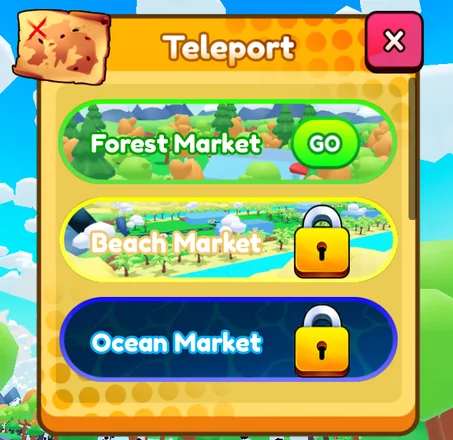 Teleport
X
Forest Market
GO
Beach Market
Ocean Market